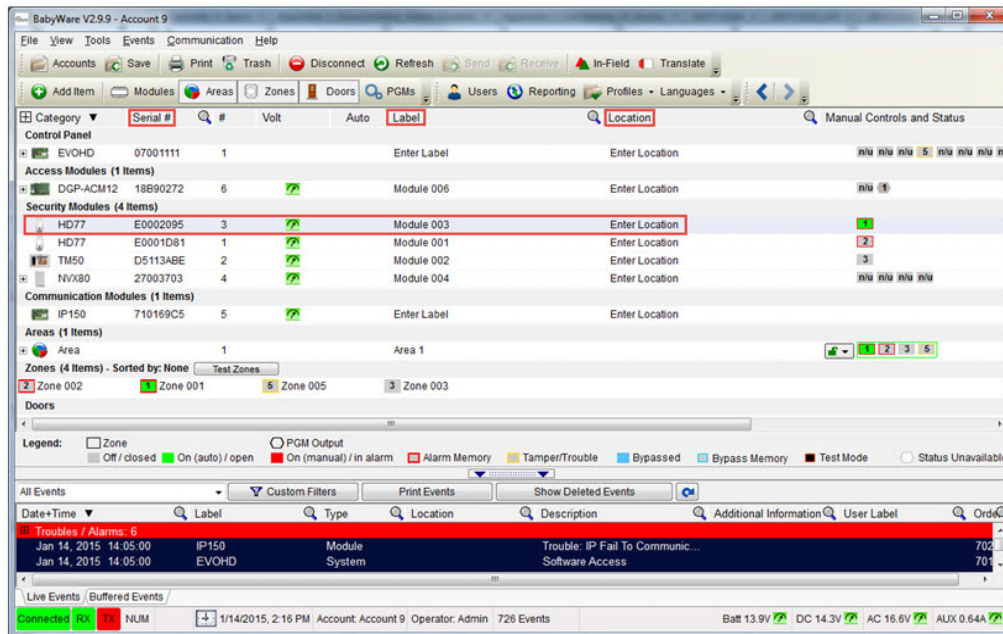 BabyWare V2.9.9 - Account 9
File View Tools Events Communication Help
Accounts Save Print Trash Disconnect Refresh Send Receive In-Field Translate
Add Item Modules Areas Zones Doors PGMs Users Reporting Profiles Languages
Category Serial # # Volt Auto Label Location Manual Controls and Status
Control Panel
EVOHD 07001111 1 Enter Label Enter Location n/u n/u n/u 5 n/u n/u n/u n
Access Modules (1 Items)
DGP-ACM12 18B90272 6 Module 006 Enter Location n/u 1
Security Modules (4 Items)
HD77 E0002095 3 Module 003 Enter Location 1
HD77 E0001D81 1 Module 001 Enter Location 2
TM50 D5113ABE 2 Module 002 Enter Location 3
NVX80 27003703 4 Module 004 Enter Location n/u n/u n/u n/u
Communication Modules (1 Items)
IP150 710169C5 5 Enter Label Enter Location
Areas (1 Items)
Area 1 Area 1 1 2 3 5
Zones (4 Items) - Sorted by: None Test Zones
2 Zone 002 1 Zone 001 5 Zone 005 3 Zone 003
Doors
Legend: Zone PGM Output
Off / closed On (auto) / open On (manual) / in alarm Alarm Memory Tamper/Trouble Bypassed Bypass Memory Test Mode Status Unavailabl
All Events Custom Filters Print Events Show Deleted Events
Date+Time Label Type Location Description Additional Information User Label Orde
Troubles / Alarms: 6
Jan 14, 2015 14:05:00 IP150 Module Trouble: IP Fail To Communic... 702
Jan 14, 2015 14:05:00 EVOHD System Software Access 701
Live Events Buffered Events
Connected RX TX NUM 1/14/2015, 2:16 PM Account: Account 9 Operator: Admin 726 Events Batt 13.9V DC 14.3V AC 16.6V AUX 0.64A